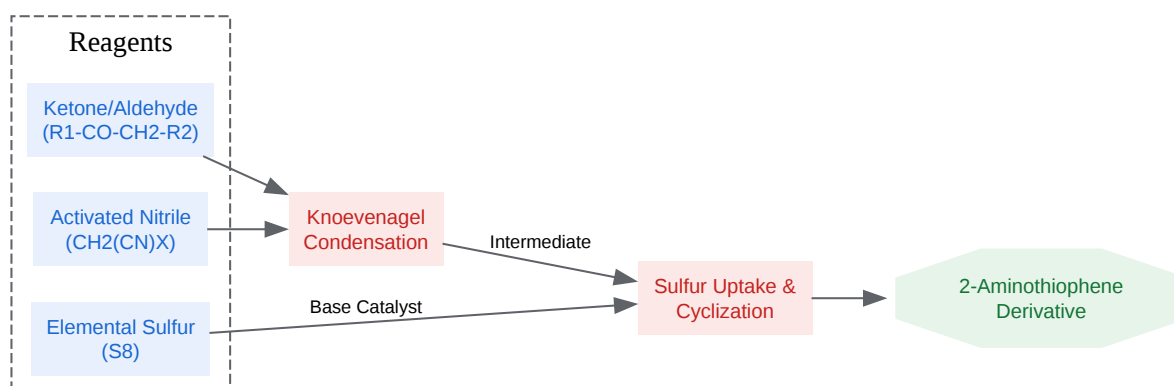 Reagents
Ketone/Aldehyde
(R1-CO-CH2-R2)
Activated Nitrile
(CH2(CN)X)
Elemental Sulfur
(S8)
Knoevenagel
Condensation
Intermediate
Base Catalyst
Sulfur Uptake &
Cyclization
2-Aminothiophene
Derivative